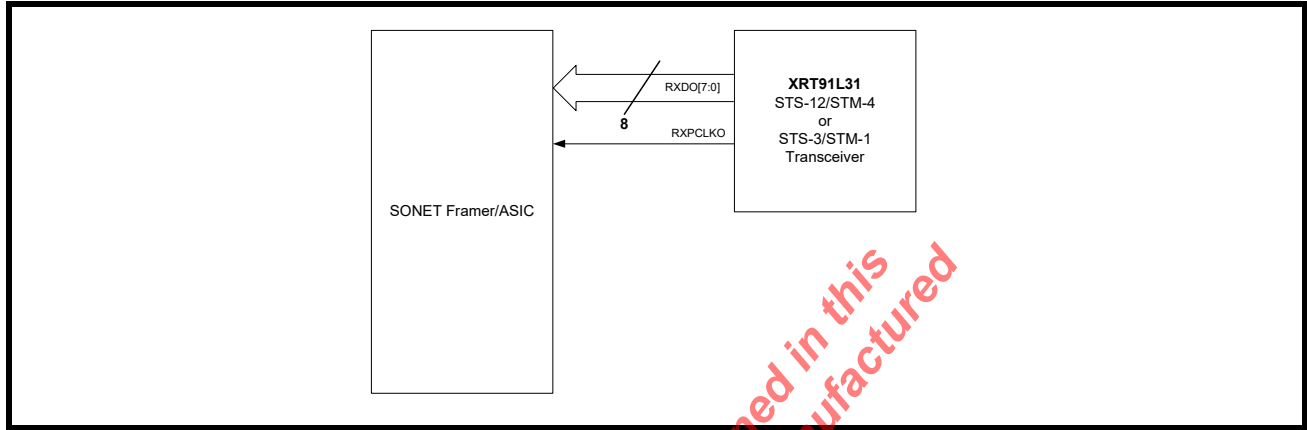 SONET Framer/ASIC
RXDO[7:0]
8
RXPCLKO
XRT91L31
STS-12/STM-4
or
STS-3/STM-1
Transceiver
ned in this
ufactured